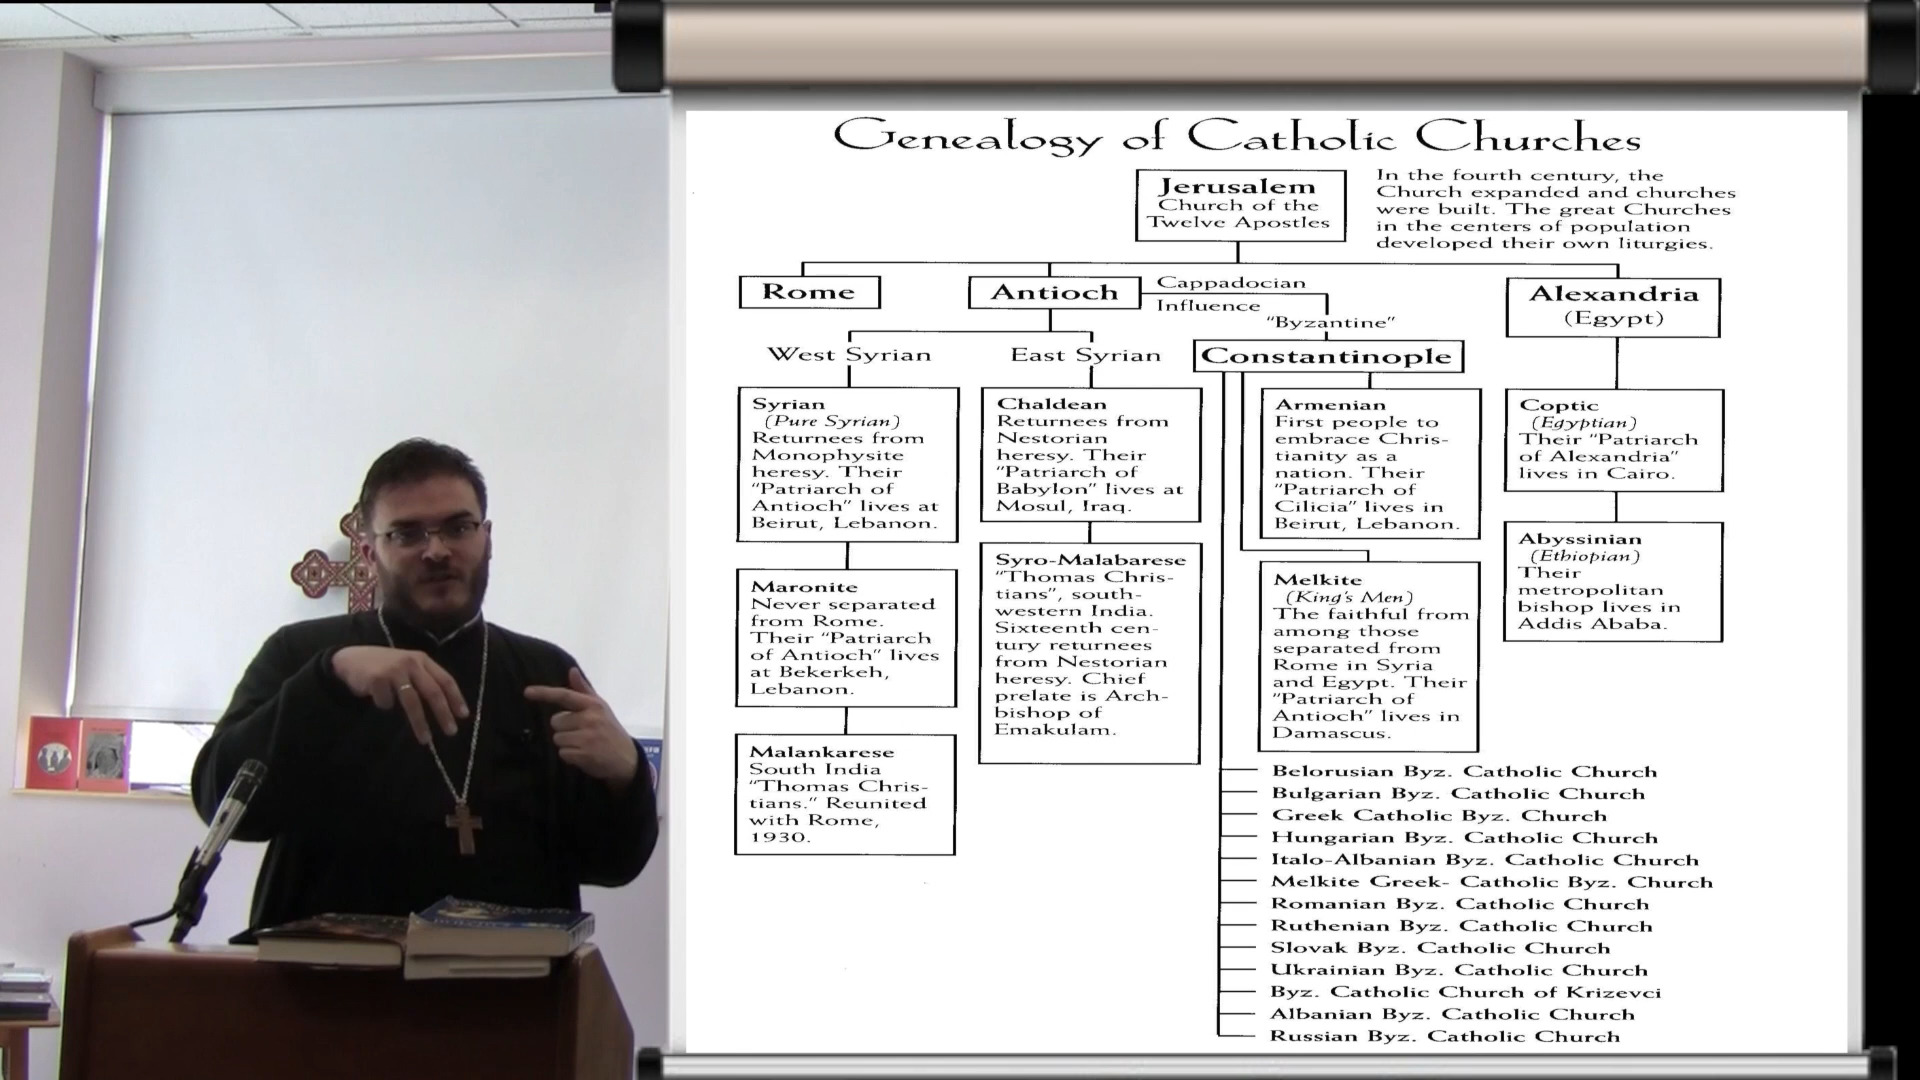 Genealogy of Catholic Churches
Jerusalem
Church of the
Twelve Apostles
In the fourth century, the
Church expanded and churches
were built. The great Churches
in the centers of population
developed their own liturgies.
Rome
Antioch
Cappadocian
Influence
"Byzantine"
Alexandria
(Egypt)
West Syrian
East Syrian
Constantinople
Syrian
(Pure Syrian)
Returnees from
Monophysite
heresy. Their
"Patriarch of
Antioch" lives at
Beirut, Lebanon.
Maronite
Never separated
from Rome.
Their "Patriarch
of Antioch" lives
at Bekerkeh,
Lebanon.
Malankarese
South India
"Thomas Chris-
tians." Reunited
with Rome,
1930.
Chaldean
Returnees from
Nestorian
heresy. Their
"Patriarch of
Babylon" lives at
Mosul, Iraq.
Syro-Malabarese
"Thomas Chris-
tians", south-
western India.
Sixteenth cen-
tury returnees
from Nestorian
heresy. Chief
prelate is Arch-
bishop of
Emakulam.
Armenian
First people to
embrace Chris-
tianity as a
nation. Their
"Patriarch of
Cilicia" lives in
Beirut, Lebanon.
Melkite
(King's Men)
The faithful from
among those
separated from
Rome in Syria
and Egypt. Their
"Patriarch of
Antioch" lives in
Damascus.
Coptic
(Egyptian)
Their "Patriarch
of Alexandria"
lives in Cairo.
Abyssinian
(Ethiopian)
Their
metropolitan
bishop lives in
Addis Ababa.
Belorusian Byz. Catholic Church
Bulgarian Byz. Catholic Church
Greek Catholic Byz. Church
Hungarian Byz. Catholic Church
Italo-Albanian Byz. Catholic Church
Melkite Greek- Catholic Byz. Church
Romanian Byz. Catholic Church
Ruthenian Byz. Catholic Church
Slovak Byz. Catholic Church
Ukrainian Byz. Catholic Church
Byz. Catholic Church of Krizevci
Albanian Byz. Catholic Church
Russian Byz. Catholic Church